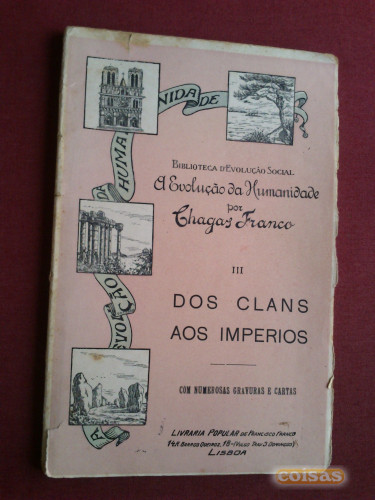 A EVOLUÇÃO DA HUMANIDADE
BIBLIOTECA D'EVOLUÇÃO SOCIAL
A Evolução da Humanidade
por
Chagas Franco
III
DOS CLANS
AOS IMPERIOS
COM NUMEROSAS GRAVURAS E CARTAS
LIVRARIA POPULAR DE FRANCISCO FRANCO
LISBOA
coisas